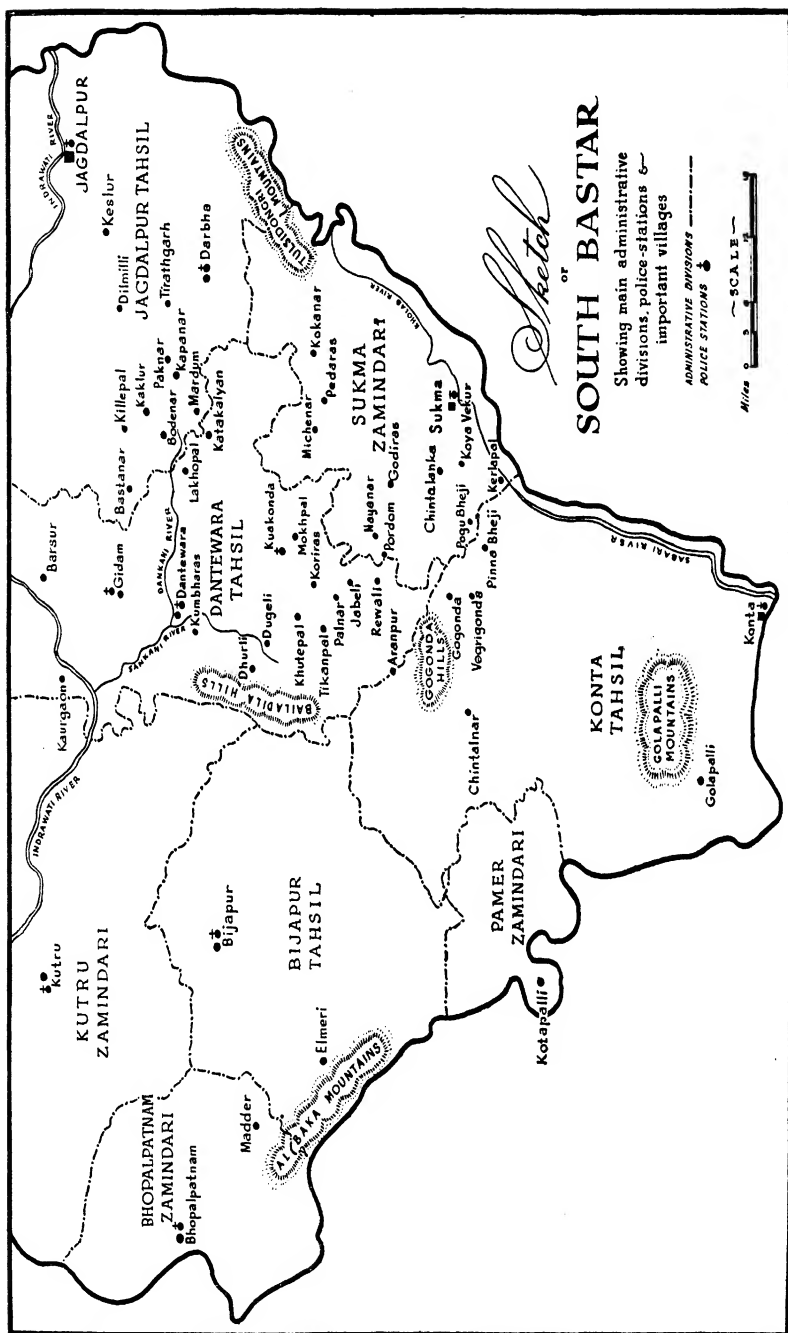 Sketch
OF
SOUTH BASTAR
Showing main administrative
divisions, police-stations &
important villages
ADMINISTRATIVE DIVISIONS
POLICE STATIONS
~SCALE~
Miles
INDRAWATI RIVER
JAGDALPUR
Keslur
JAGDALPUR TAHSIL
Dilmilli
Tirathgarh
Darbha
TULSIDONGRI
MOUNTAINS
Killepal
Kaklur
Paknar
Kapanar
Bodenar
Mardum
Bastanar
Lakhopal
Katakalyan
Barsur
Gidam
DANKANI RIVER
Dantewara
Kumbharas
SANKANI RIVER
DANTEWARA
TAHSIL
Kuakonda
Mokhpal
Koriras
Dugeli
Dhurli
Khutepal
Tikanpal
Palnar
Jabeli
Rewali
Aranpur
BAILADILA HILLS
Kaurgaon
INDRAWATI RIVER
Kokanar
Pedaras
Michenar
SUKMA
ZAMINDARI
KHOLAB RIVER
Nayanar
Pordom
Godiras
Chintalanka
Sukma
Koya Vekur
Pogu Bheji
Pinna Bheji
Kerlapal
GOGONDA
HILLS
Gogonda
Vogrigonda
SABARI RIVER
Konta
KONTA
TAHSIL
GOLAPALLI
MOUNTAINS
Golapalli
Chintalnar
PAMER
ZAMINDARI
Kotapalli
Kutru
KUTRU
ZAMINDARI
Bijapur
BIJAPUR
TAHSIL
Elmeri
ALBAKA MOUNTAINS
Madder
BHOPALPATNAM
ZAMINDARI
Bhopalpatnam